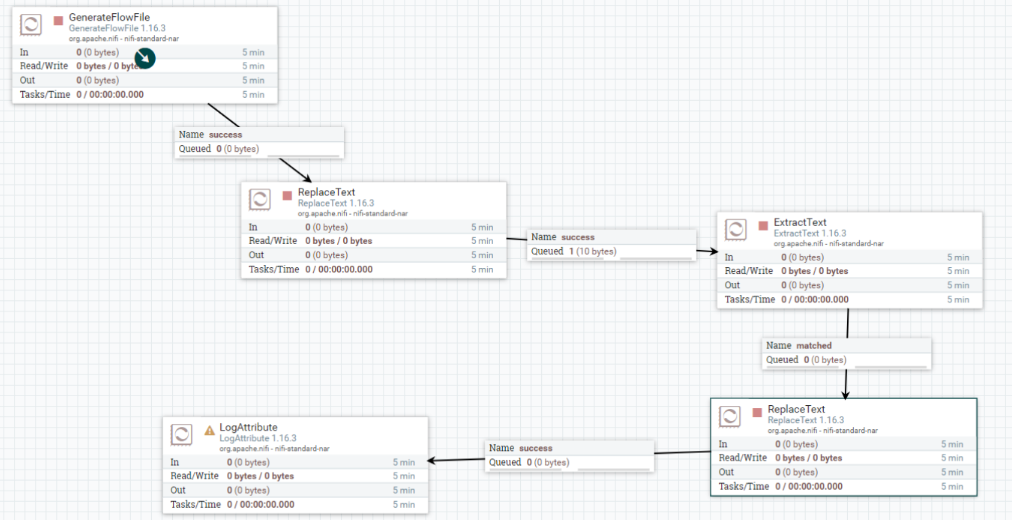 GenerateFlowFile
GenerateFlowFile 1.16.3
org.apache.nifi - nifi-standard-nar
In 0 (0 bytes) 5 min
Read/Write 0 bytes / 0 bytes 5 min
Out 0 (0 bytes) 5 min
Tasks/Time 0 / 00:00:00.000 5 min
Name success
Queued 0 (0 bytes)
ReplaceText
ReplaceText 1.16.3
org.apache.nifi - nifi-standard-nar
In 0 (0 bytes) 5 min
Read/Write 0 bytes / 0 bytes 5 min
Out 0 (0 bytes) 5 min
Tasks/Time 0 / 00:00:00.000 5 min
Name success
Queued 1 (10 bytes)
ExtractText
ExtractText 1.16.3
org.apache.nifi - nifi-standard-nar
In 0 (0 bytes) 5 min
Read/Write 0 bytes / 0 bytes 5 min
Out 0 (0 bytes) 5 min
Tasks/Time 0 / 00:00:00.000 5 min
Name matched
Queued 0 (0 bytes)
ReplaceText
ReplaceText 1.16.3
org.apache.nifi - nifi-standard-nar
In 0 (0 bytes) 5 min
Read/Write 0 bytes / 0 bytes 5 min
Out 0 (0 bytes) 5 min
Tasks/Time 0 / 00:00:00.000 5 min
Name success
Queued 0 (0 bytes)
LogAttribute
LogAttribute 1.16.3
org.apache.nifi - nifi-standard-nar
In 0 (0 bytes) 5 min
Read/Write 0 bytes / 0 bytes 5 min
Out 0 (0 bytes) 5 min
Tasks/Time 0 / 00:00:00.000 5 min